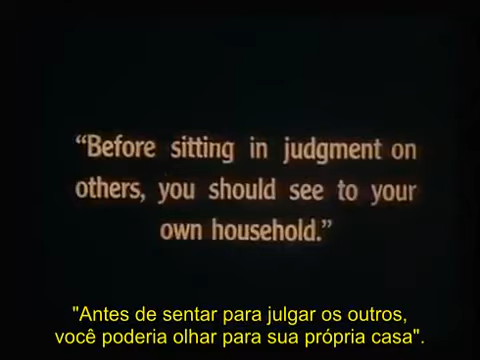 “Before sitting in judgment on
others, you should see to your
own household.”
"Antes de sentar para julgar os outros,
você poderia olhar para sua própria casa".